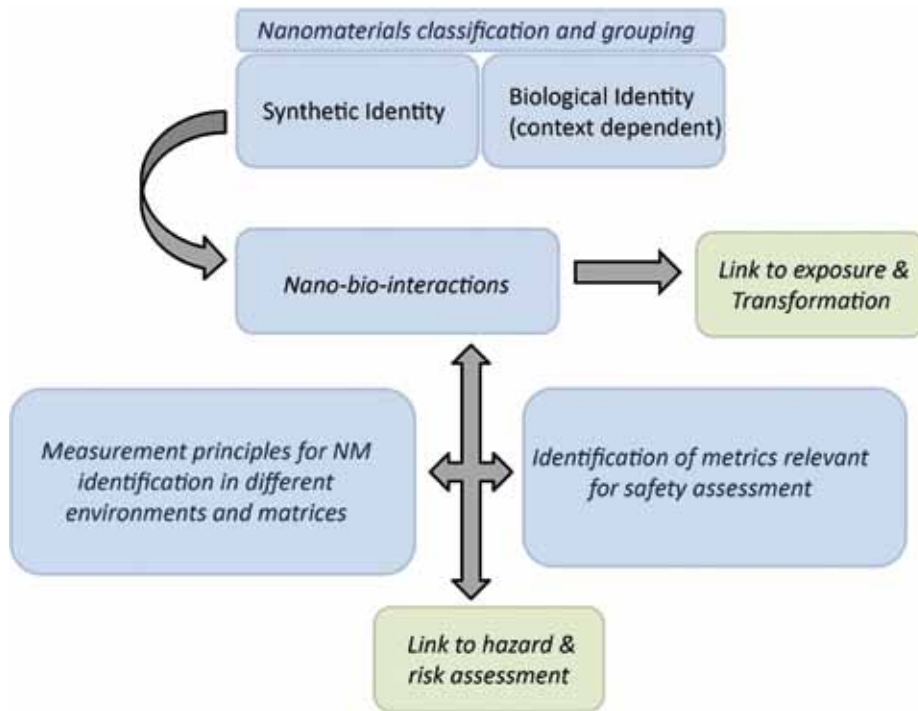 Nanomaterials classification and grouping
Synthetic Identity
Biological Identity
(context dependent)
Nano-bio-interactions
Link to exposure &
Transformation
Measurement principles for NM
identification in different
environments and matrices
Identification of metrics relevant
for safety assessment
Link to hazard &
risk assessment